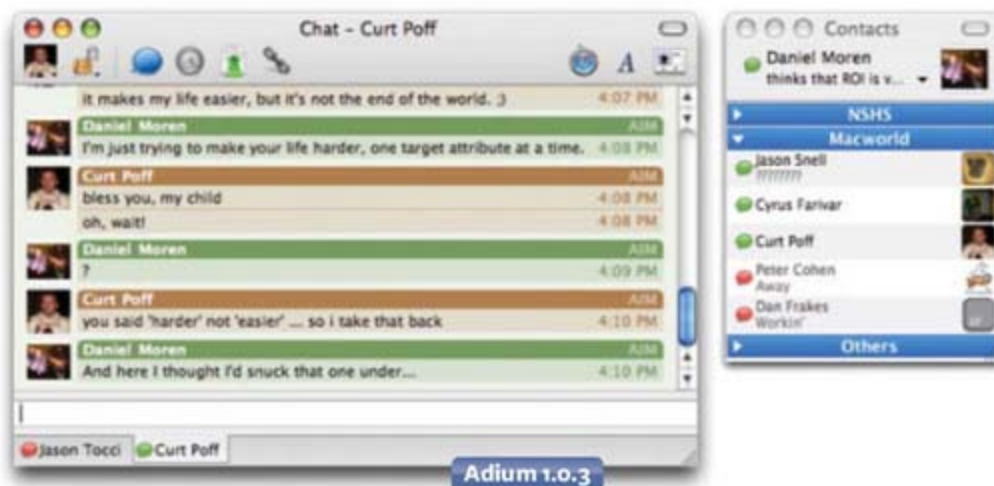 Chat – Curt Poff
it makes my life easier, but it's not the end of the world. ;) 4:07 PM
Daniel Moren AIM
I'm just trying to make your life harder, one target attribute at a time. 4:08 PM
Curt Poff AIM
bless you, my child 4:08 PM
oh, wait! 4:08 PM
Daniel Moren AIM
? 4:09 PM
Curt Poff AIM
you said 'harder' not 'easier' ... so i take that back 4:10 PM
Daniel Moren AIM
And here I thought I'd snuck that one under... 4:10 PM
Jason Tocci Curt Poff
Contacts
Daniel Moren
thinks that ROI is v...
NSHS
Macworld
Jason Snell
????????
Cyrus Farivar
Curt Poff
Peter Cohen
Away
Dan Frakes
Workin'
Others
Adium 1.0.3